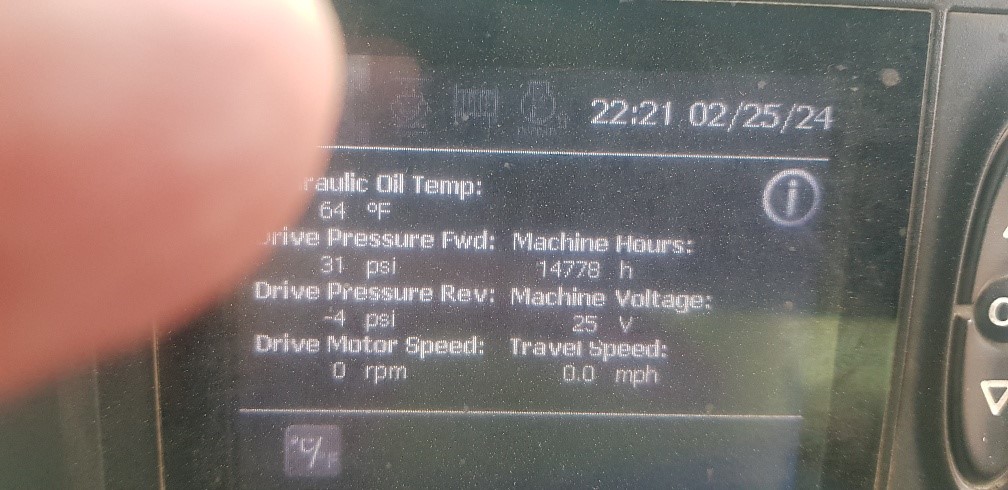 22:21 02/25/24
raulic Oil Temp:
64 °F
rive Pressure Fwd: Machine Hours:
31 psi 14778 h
Drive Pressure Rev: Machine Voltage:
-4 psi 25 V
Drive Motor Speed: Travel Speed:
0 rpm 0.0 mph
°C/°F